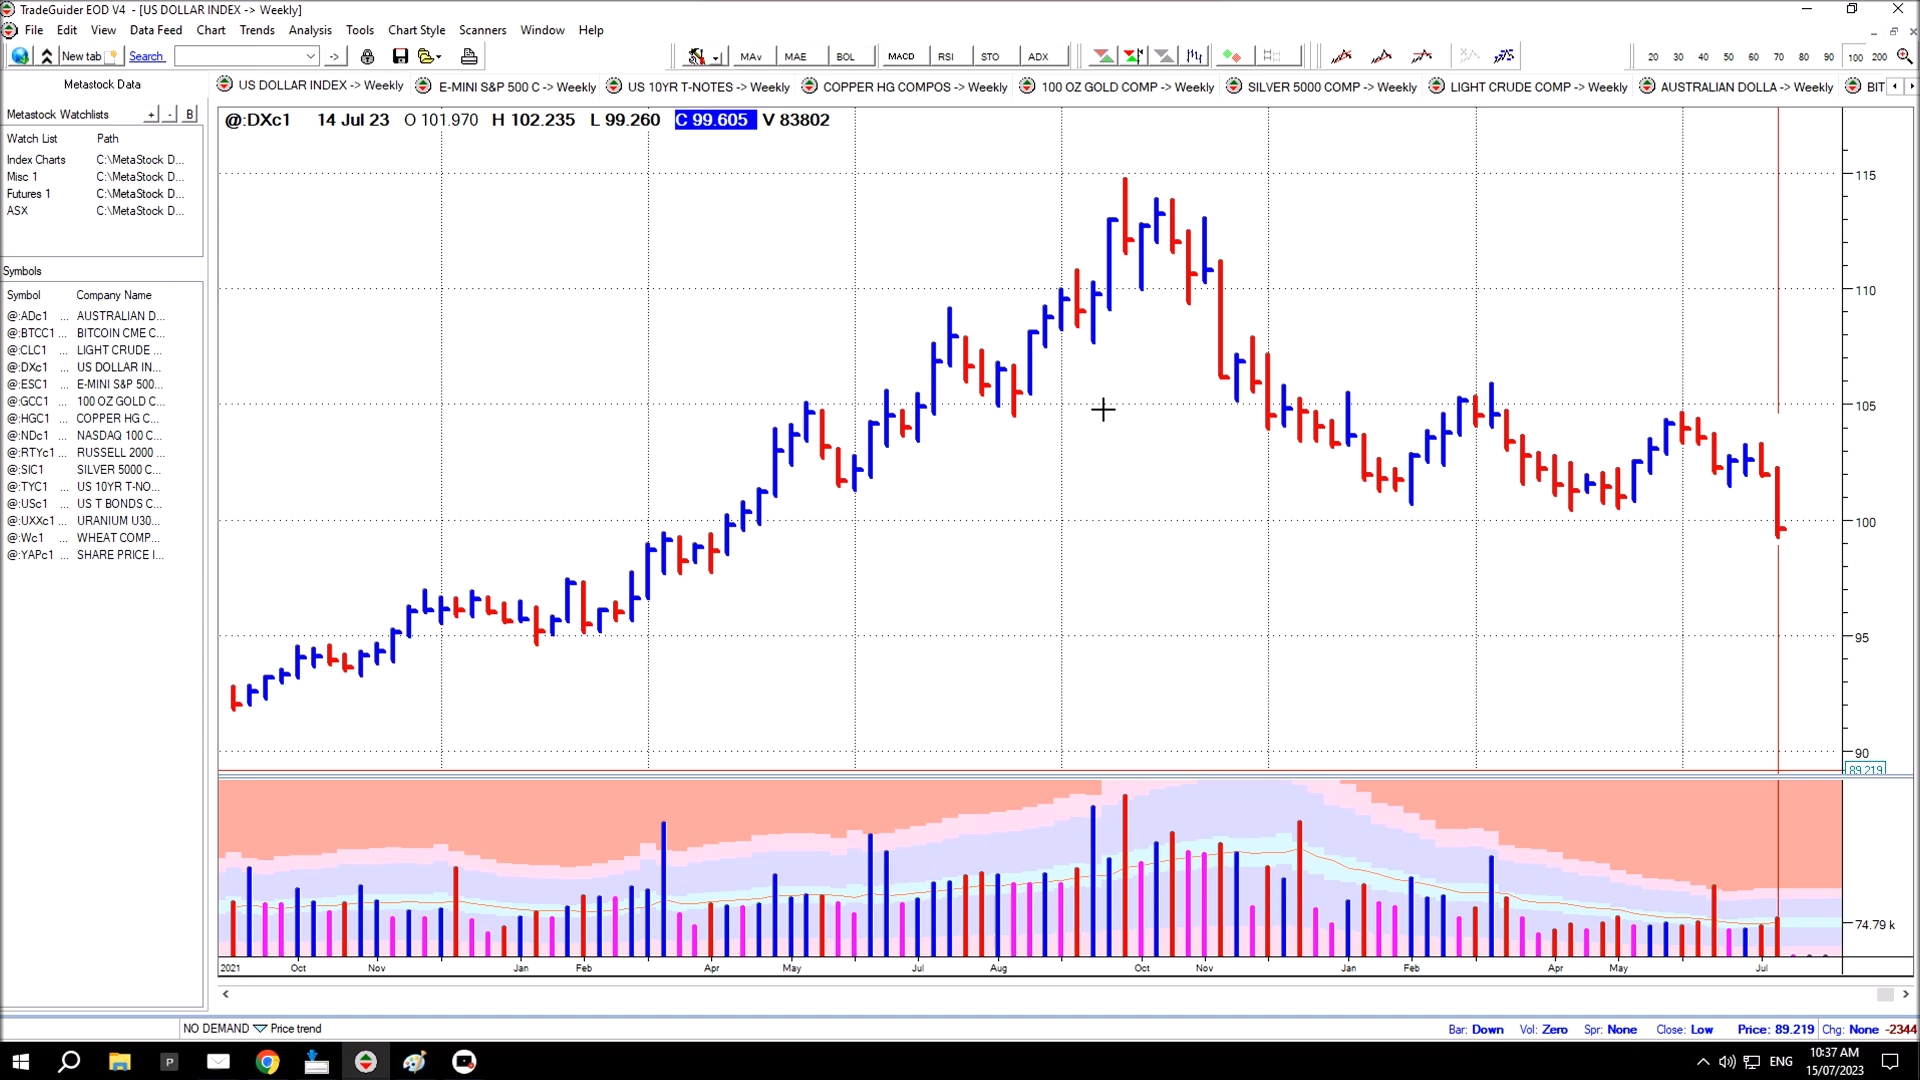 TradeGuider EOD V4 - [US DOLLAR INDEX -> Weekly]
File Edit View Data Feed Chart Trends Analysis Tools Chart Style Scanners Window Help
New tab Search -> MAv MAE BOL MACD RSI STO ADX 20 30 40 50 60 70 80 90 100 200
Metastock Data
US DOLLAR INDEX -> Weekly E-MINI S&P 500 C -> Weekly US 10YR T-NOTES -> Weekly COPPER HG COMPOS -> Weekly 100 OZ GOLD COMP -> Weekly SILVER 5000 COMP -> Weekly LIGHT CRUDE COMP -> Weekly AUSTRALIAN DOLLA -> Weekly BIT
Metastock Watchlists + - B
@:DXc1 14 Jul 23 O 101.970 H 102.235 L 99.260 C 99.605 V 83802
Watch List Path
Index Charts C:\MetaStock D...
Misc 1 C:\MetaStock D...
Futures 1 C:\MetaStock D...
ASX C:\MetaStock D...
Symbols
Symbol Company Name
@:ADc1 ... AUSTRALIAN D...
@:BTCC1 ... BITCOIN CME C...
@:CLC1 ... LIGHT CRUDE ...
@:DXc1 ... US DOLLAR IN...
@:ESC1 ... E-MINI S&P 500...
@:GCC1 ... 100 OZ GOLD C...
@:HGC1 ... COPPER HG C...
@:NDc1 ... NASDAQ 100 C...
@:RTYc1 ... RUSSELL 2000 ...
@:SIC1 ... SILVER 5000 C...
@:TYC1 ... US 10YR T-NO...
@:USc1 ... US T BONDS C...
@:UXXc1 ... URANIUM U30...
@:Wc1 ... WHEAT COMP...
@:YAPc1 ... SHARE PRICE I...
115
110
105
100
95
90
89.219
74.79 k
2021 Oct Nov Jan Feb Apr May Jul Aug Oct Nov Jan Feb Apr May Jul
NO DEMAND Price trend
Bar: Down Vol: Zero Spr: None Close: Low Price: 89.219 Chg: None -2344
ENG
10:37 AM
15/07/2023